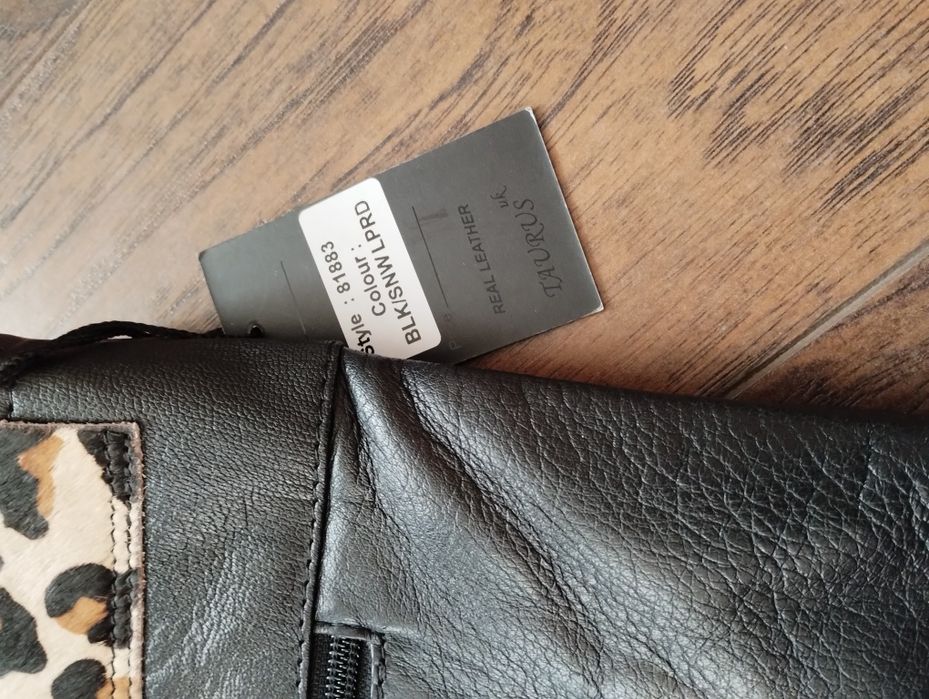 TAURUS uk
REAL LEATHER
Style : 81883
Colour :
BLK/SNW LPRD